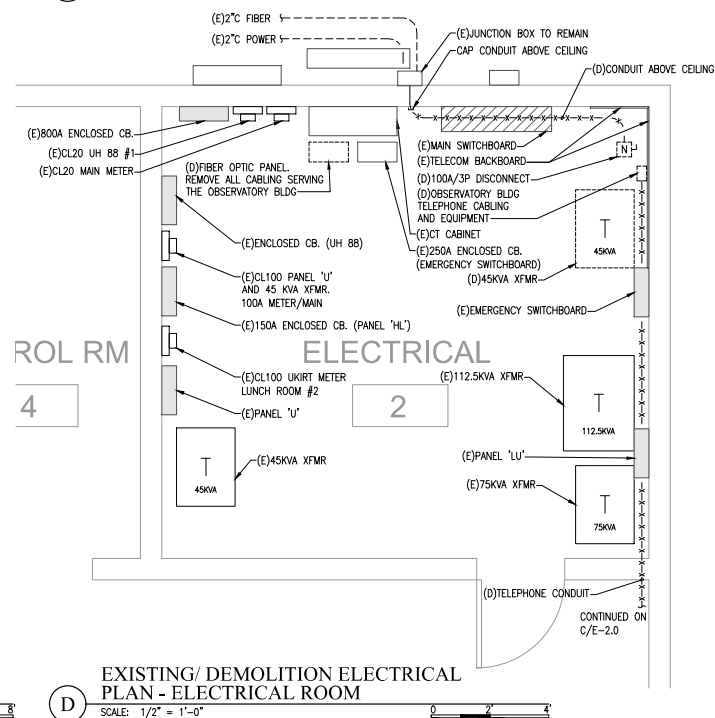 (E)2"C FIBER
(E)2"C POWER
(E)JUNCTION BOX TO REMAIN
CAP CONDUIT ABOVE CEILING
(D)CONDUIT ABOVE CEILING
(E)800A ENCLOSED CB.
(E)CL20 UH 88 #1
(E)CL20 MAIN METER
(D)FIBER OPTIC PANEL.
REMOVE ALL CABLING SERVING
THE OBSERVATORY BLDG
(E)MAIN SWITCHBOARD
(E)TELECOM BACKBOARD
N
(D)100A/3P DISCONNECT
(D)OBSERVATORY BLDG
TELEPHONE CABLING
AND EQUIPMENT
(E)CT CABINET
(E)250A ENCLOSED CB.
(EMERGENCY SWITCHBOARD)
(D)45KVA XFMR
T
45KVA
(E)ENCLOSED CB. (UH 88)
(E)CL100 PANEL 'U'
AND 45 KVA XFMR.
100A METER/MAIN
(E)EMERGENCY SWITCHBOARD
(E)150A ENCLOSED CB. (PANEL 'HL')
ROL RM
4
ELECTRICAL
2
(E)CL100 UKIRT METER
LUNCH ROOM #2
(E)PANEL 'U'
(E)112.5KVA XFMR
T
112.5KVA
(E)45KVA XFMR
T
45KVA
(E)PANEL 'LU'
(E)75KVA XFMR
T
75KVA
(D)TELEPHONE CONDUIT
CONTINUED ON
C/E-2.0
D
EXISTING/ DEMOLITION ELECTRICAL
PLAN - ELECTRICAL ROOM
SCALE: 1/2" = 1'-0"
8'
0 2' 4'